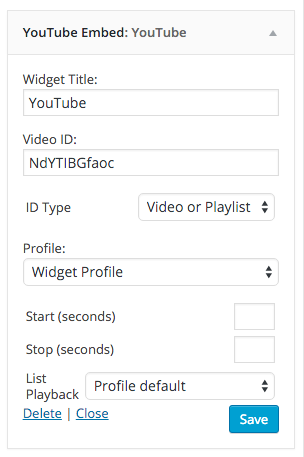 YouTube Embed: YouTube
Widget Title:
YouTube
Video ID:
NdYTIBGfaoc
ID Type Video or Playlist
Profile:
Widget Profile
Start (seconds)
Stop (seconds)
List Playback Profile default
Delete | Close Save